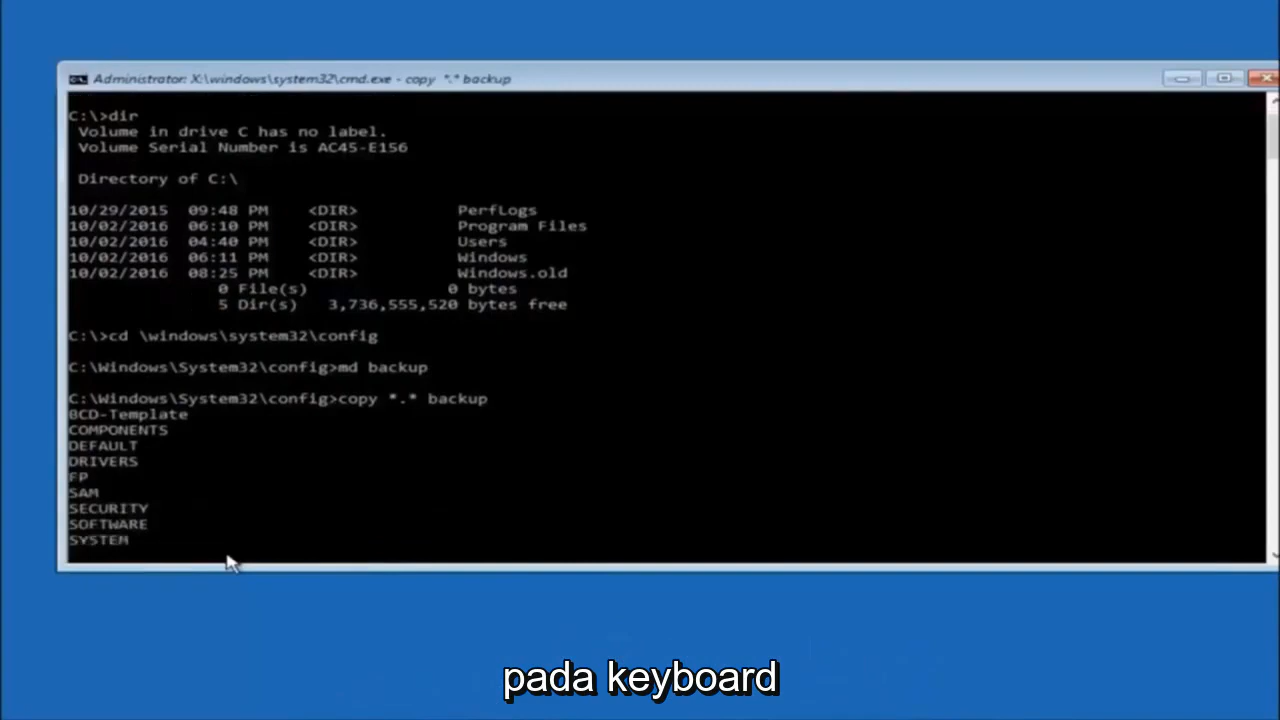 Administrator: X:\windows\system32\cmd.exe - copy *.* backup
C:\>dir
Volume in drive C has no label.
Volume Serial Number is AC45-E156
Directory of C:\
10/29/2015 09:48 PM <DIR> PerfLogs
10/02/2016 06:10 PM <DIR> Program Files
10/02/2016 04:40 PM <DIR> Users
10/02/2016 06:11 PM <DIR> Windows
10/02/2016 08:25 PM <DIR> Windows.old
0 File(s) 0 bytes
5 Dir(s) 3,736,555,520 bytes free
C:\>cd \windows\system32\config
C:\Windows\System32\config>md backup
C:\Windows\System32\config>copy *.* backup
BCD-Template
COMPONENTS
DEFAULT
DRIVERS
FP
SAM
SECURITY
SOFTWARE
SYSTEM
pada keyboard